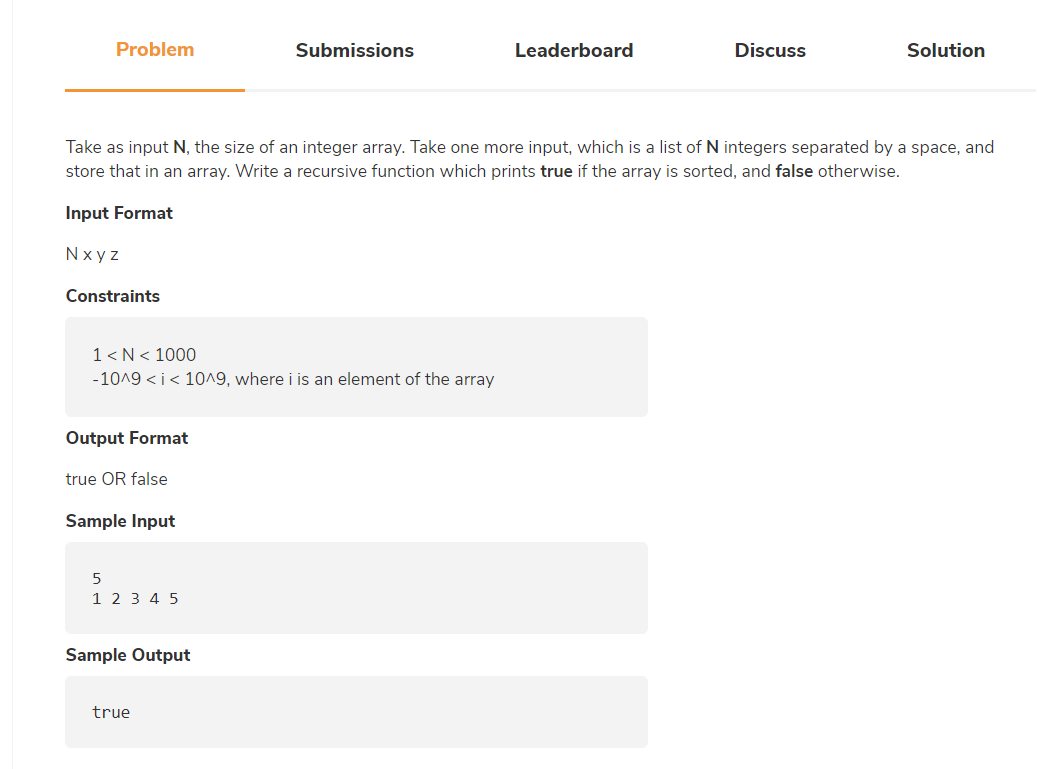 Problem Submissions Leaderboard Discuss Solution
Take as input N, the size of an integer array. Take one more input, which is a list of N integers separated by a space, and
store that in an array. Write a recursive function which prints true if the array is sorted, and false otherwise.
Input Format
N x y z
Constraints
1 < N < 1000
-10^9 < i < 10^9, where i is an element of the array
Output Format
true OR false
Sample Input
5
1 2 3 4 5
Sample Output
true